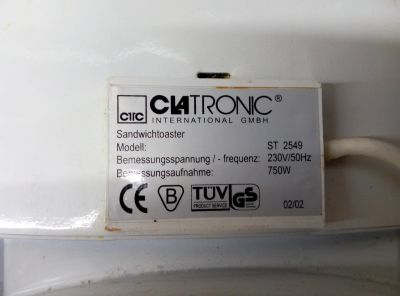 CTC CLATRONIC®
INTERNATIONAL GMBH
Sandwichtoaster
Modell: ST 2549
Bemessungsspannung / - frequenz: 230V/50Hz
Bemessungsaufnahme: 750W
CE B TÜV GS 02/02
PRODUCT SERVICE